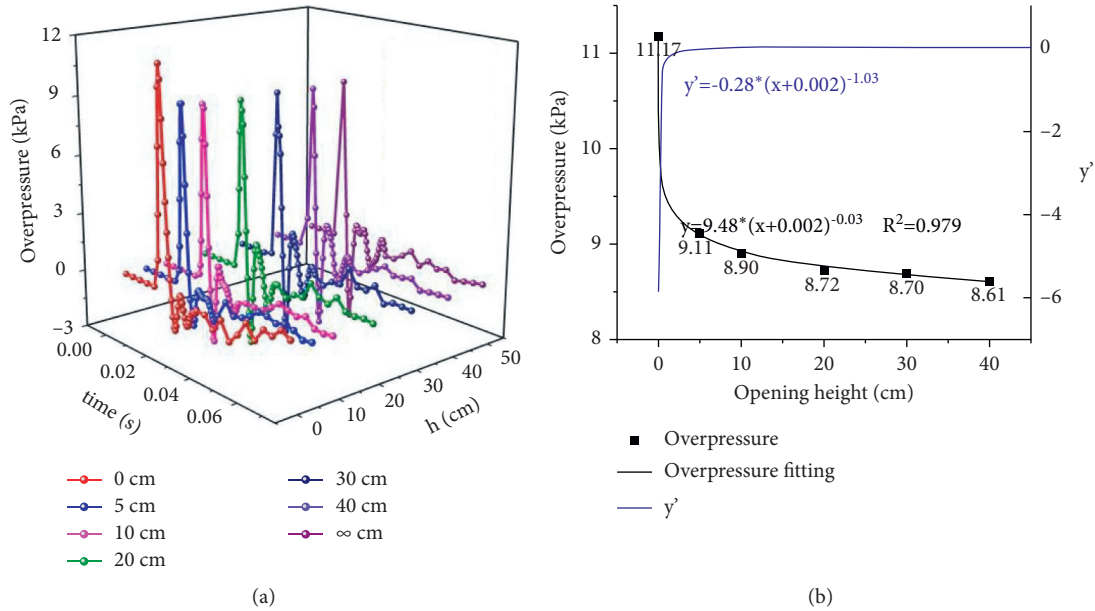 12
9
6
3
0
−3
Overpressure (kPa)
0.00
0.02
0.04
0.06
time (s)
0
10
20
30
40
50
h (cm)
0 cm
5 cm
10 cm
20 cm
30 cm
40 cm
∞ cm
(a)
11
10
9
8
Overpressure (kPa)
11.17
y'=-0.28*(x+0.002)-1.03
y=9.48*(x+0.002)-0.03 R2=0.979
9.11
8.90
8.72
8.70
8.61
0
−2
−4
−6
y'
0 10 20 30 40
Opening height (cm)
Overpressure
Overpressure fitting
y'
(b)